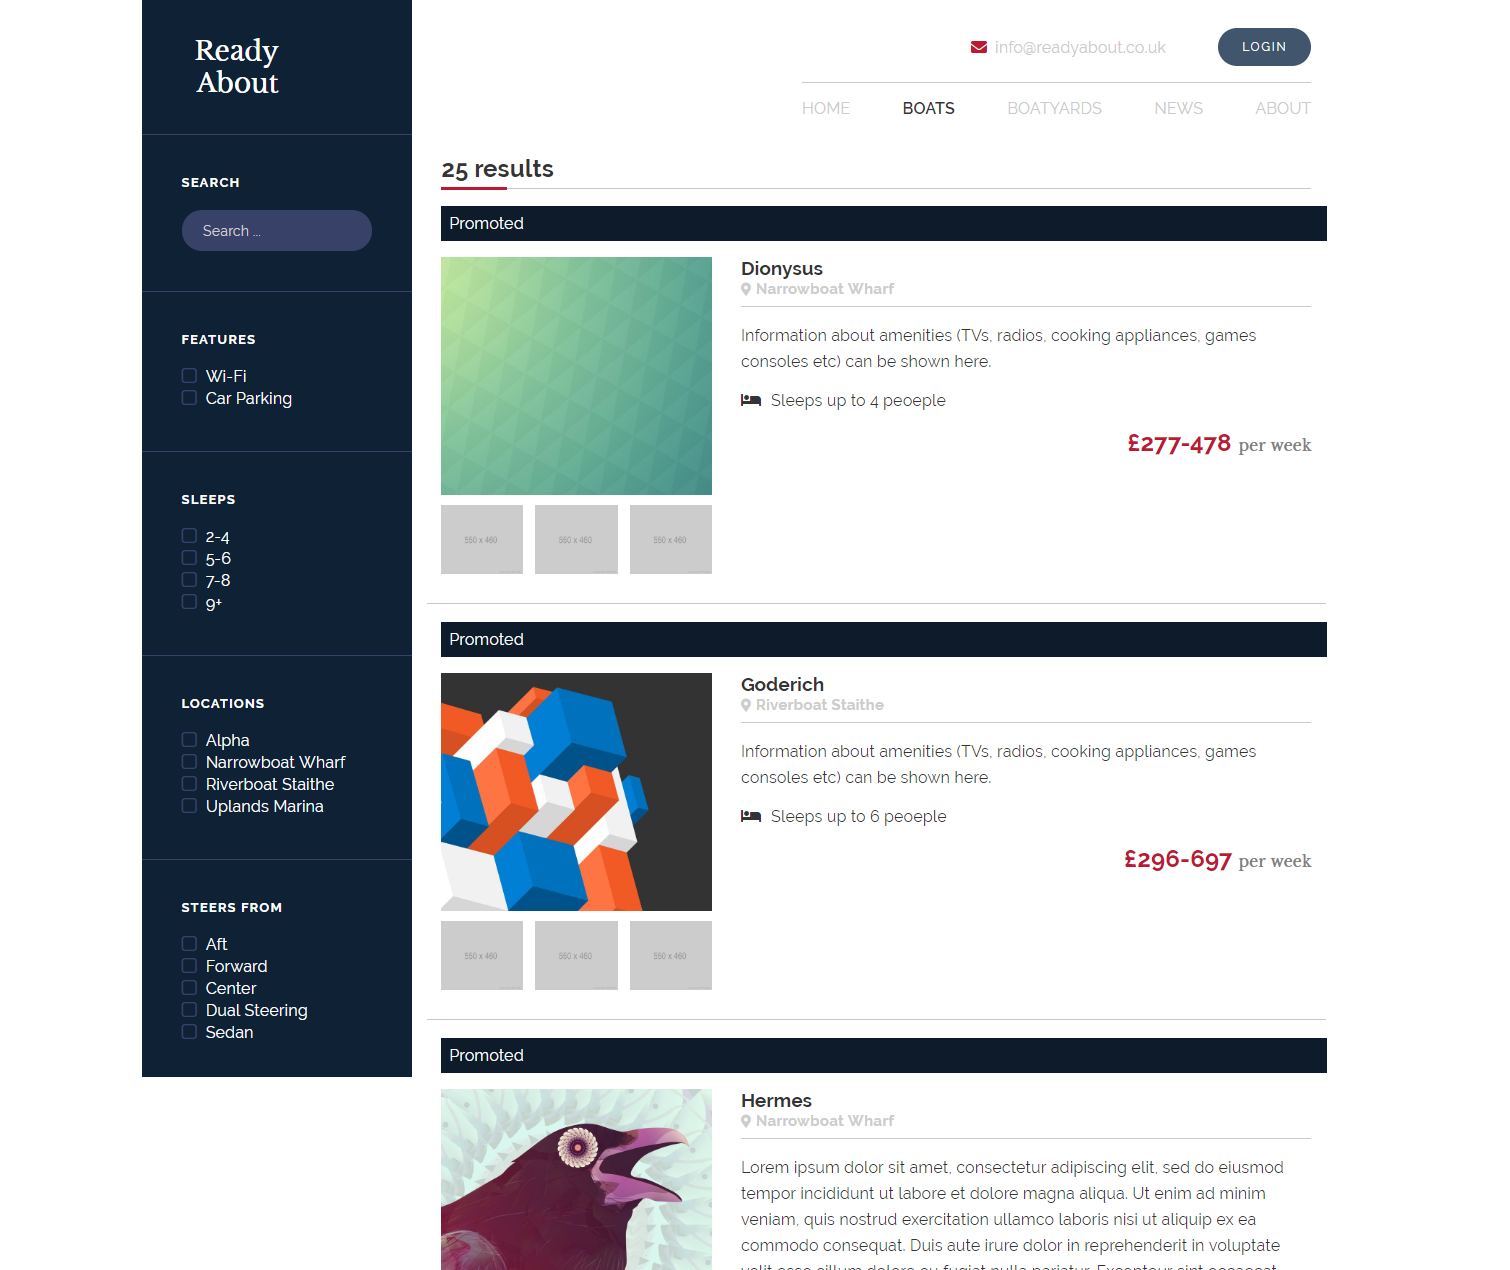 Ready
About
SEARCH
Search ...
FEATURES
Wi-Fi
Car Parking
SLEEPS
2-4
5-6
7-8
9+
LOCATIONS
Alpha
Narrowboat Wharf
Riverboat Staithe
Uplands Marina
STEERS FROM
Aft
Forward
Center
Dual Steering
Sedan
info@readyabout.co.uk
LOGIN
HOME BOATS BOATYARDS NEWS ABOUT
25 results
Promoted
Dionysus
Narrowboat Wharf
Information about amenities (TVs, radios, cooking appliances, games
consoles etc) can be shown here.
Sleeps up to 4 peoeple
£277-478 per week
550 x 460 550 x 460 550 x 460
Promoted
Goderich
Riverboat Staithe
Information about amenities (TVs, radios, cooking appliances, games
consoles etc) can be shown here.
Sleeps up to 6 peoeple
£296-697 per week
550 x 460 550 x 460 550 x 460
Promoted
Hermes
Narrowboat Wharf
Lorem ipsum dolor sit amet, consectetur adipiscing elit, sed do eiusmod
tempor incididunt ut labore et dolore magna aliqua. Ut enim ad minim
veniam, quis nostrud exercitation ullamco laboris nisi ut aliquip ex ea
commodo consequat. Duis aute irure dolor in reprehenderit in voluptate